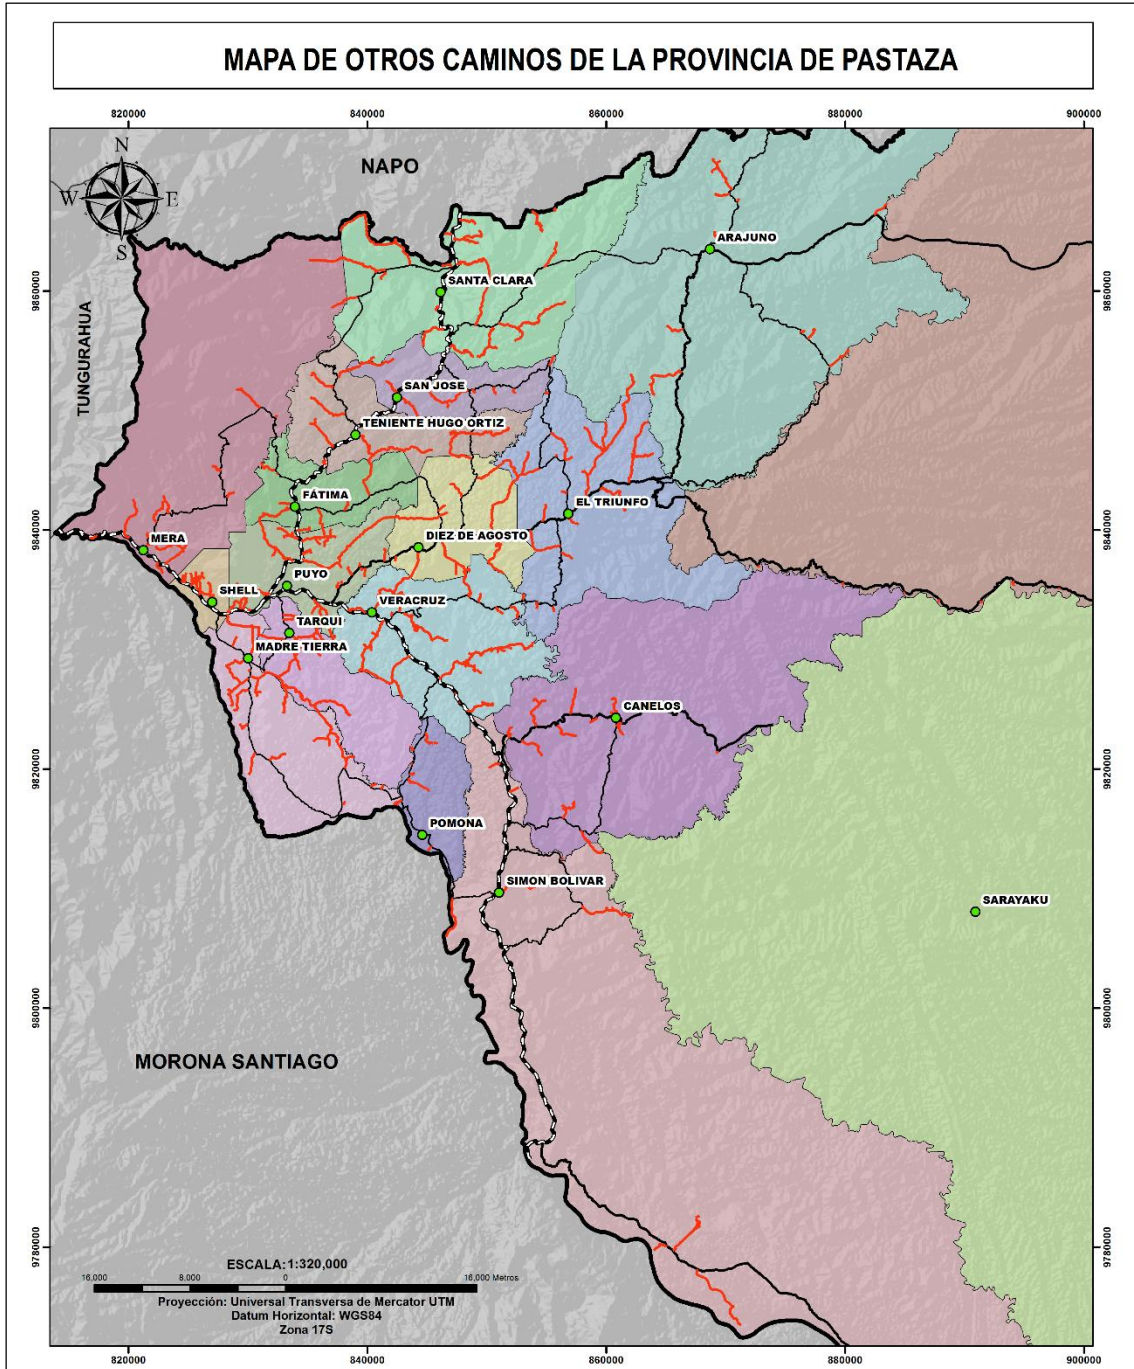 MAPA DE OTROS CAMINOS DE LA PROVINCIA DE PASTAZA
820000 840000 860000 880000 900000
N
W E
S
NAPO
TUNGURAHUA
ARAJUNO
SANTA CLARA
9860000 9860000
SAN JOSE
TENIENTE HUGO ORTIZ
FÁTIMA
EL TRIUNFO
9840000 9840000
DIEZ DE AGOSTO
MERA
PUYO
SHELL
VERACRUZ
TARQUI
MADRE TIERRA
CANELOS
9820000 9820000
POMONA
SIMON BOLIVAR
SARAYAKU
9800000 9800000
MORONA SANTIAGO
9780000 9780000
ESCALA:1:320,000
16,000 8,000 0 16,000 Metros
Proyección: Universal Transversa de Mercator UTM
Datum Horizontal: WGS84
Zona 17S
820000 840000 860000 880000 900000